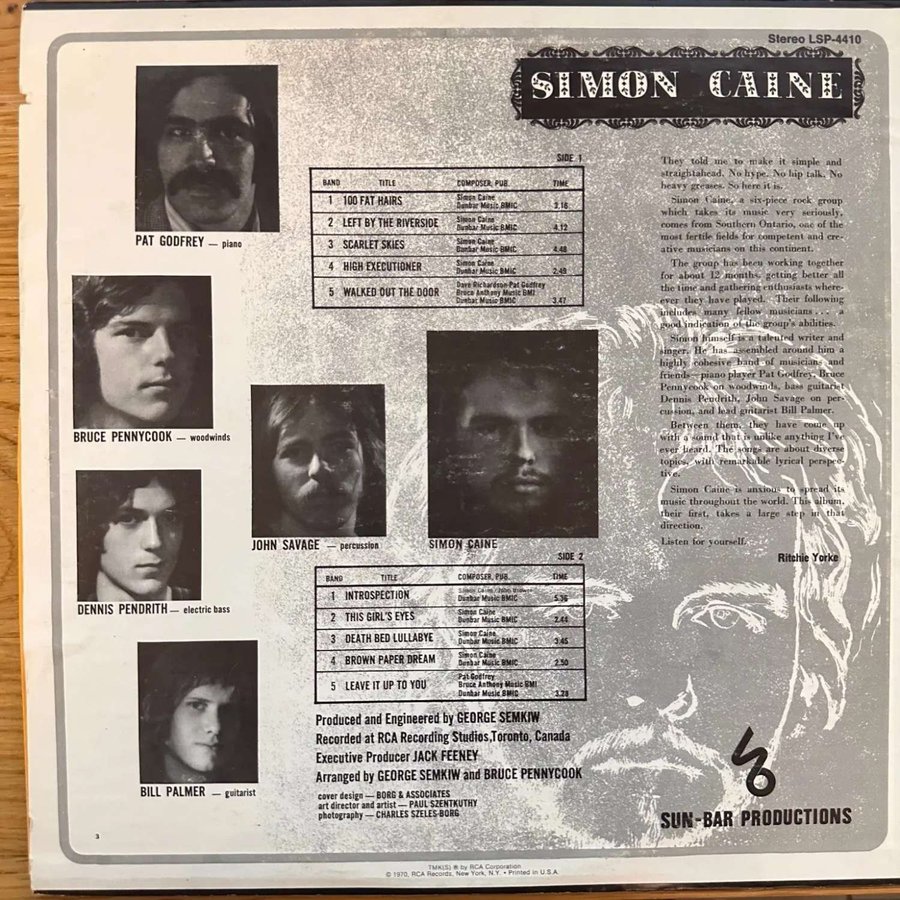 Stereo LSP-4410
SIMON CAINE
PAT GODFREY — piano
BRUCE PENNYCOOK — woodwinds
DENNIS PENDRITH — electric bass
BILL PALMER — guitarist
JOHN SAVAGE — percussion
SIMON CAINE
SIDE 1
BAND TITLE COMPOSER, PUB. TIME
1 100 FAT HAIRS Simon Caine
Dunbar Music BMIC 3.16
2 LEFT BY THE RIVERSIDE Simon Caine
Dunbar Music BMIC 4.12
3 SCARLET SKIES Simon Caine
Dunbar Music BMIC 4.48
4 HIGH EXECUTIONER Simon Caine
Dunbar Music BMIC 2.49
5 WALKED OUT THE DOOR Dave Richardson-Pat Godfrey
Bruce Anthony Music BMI
Dunbar Music BMIC 3.47
SIDE 2
BAND TITLE COMPOSER, PUB. TIME
1 INTROSPECTION Simon Caine
Dunbar Music BMIC 5.36
2 THIS GIRL'S EYES Simon Caine
Dunbar Music BMIC 2.44
3 DEATH BED LULLABYE Simon Caine
Dunbar Music BMIC 3.45
4 BROWN PAPER DREAM Simon Caine
Dunbar Music BMIC 2.50
5 LEAVE IT UP TO YOU Pat Godfrey
Bruce Anthony Music BMI
Dunbar Music BMIC 3.28
Produced and Engineered by GEORGE SEMKIW
Recorded at RCA Recording Studios,Toronto, Canada
Executive Producer JACK FEENEY
Arranged by GEORGE SEMKIW and BRUCE PENNYCOOK
cover design — BORG & ASSOCIATES
art director and artist — PAUL SZENTKUTHY
photography — CHARLES SZELES-BORG
They told me to make it simple and
straightahead. No hype. No hip talk. No
heavy greases. So here it is.
Simon Caine, a six-piece rock group
which takes its music very seriously,
comes from Southern Ontario, one of the
most fertile fields for competent and cre-
ative musicians on this continent.
The group has been working together
for about 12 months, getting better all
the time and gathering enthusiasts where-
ever they have played. Their following
includes many fellow musicians... a
good indication of the group's abilities.
Simon himself is a talented writer and
singer. He has assembled around him a
highly cohesive band of musicians and
friends—piano player Pat Godfrey, Bruce
Pennycook on woodwinds, bass guitarist
Dennis Pendrith, John Savage on per-
cussion, and lead guitarist Bill Palmer.
Between them, they have come up
with a sound that is unlike anything I've
ever heard. The songs are about diverse
topics, with remarkable lyrical perspec-
tive.
Simon Caine is anxious to spread its
music throughout the world. This album,
their first, takes a large step in that
direction.
Listen for yourself.
Ritchie Yorke
SUN-BAR PRODUCTIONS
3
TMK(S) ® by RCA Corporation
© 1970, RCA Records, New York, N.Y. • Printed in U.S.A.